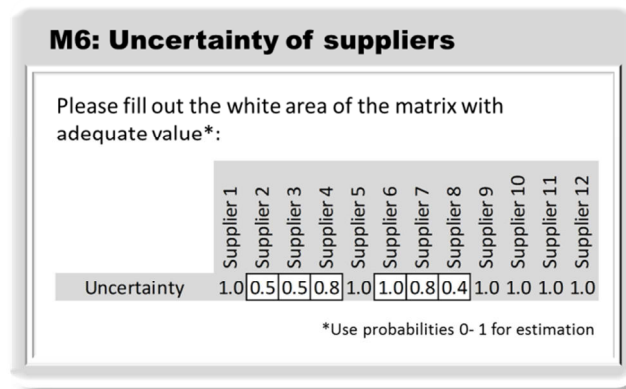 M6: Uncertainty of suppliers
Please fill out the white area of the matrix with
adequate value*:
Supplier 1
Supplier 2
Supplier 3
Supplier 4
Supplier 5
Supplier 6
Supplier 7
Supplier 8
Supplier 9
Supplier 10
Supplier 11
Supplier 12
Uncertainty 1.0 0.5 0.5 0.8 1.0 1.0 0.8 0.4 1.0 1.0 1.0 1.0
*Use probabilities 0- 1 for estimation